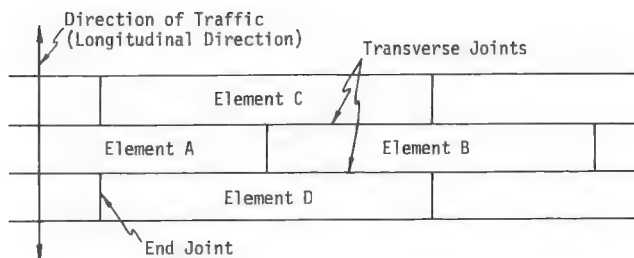 Direction of Traffic
(Longitudinal Direction)
Transverse Joints
Element C
Element A
Element B
Element D
End Joint